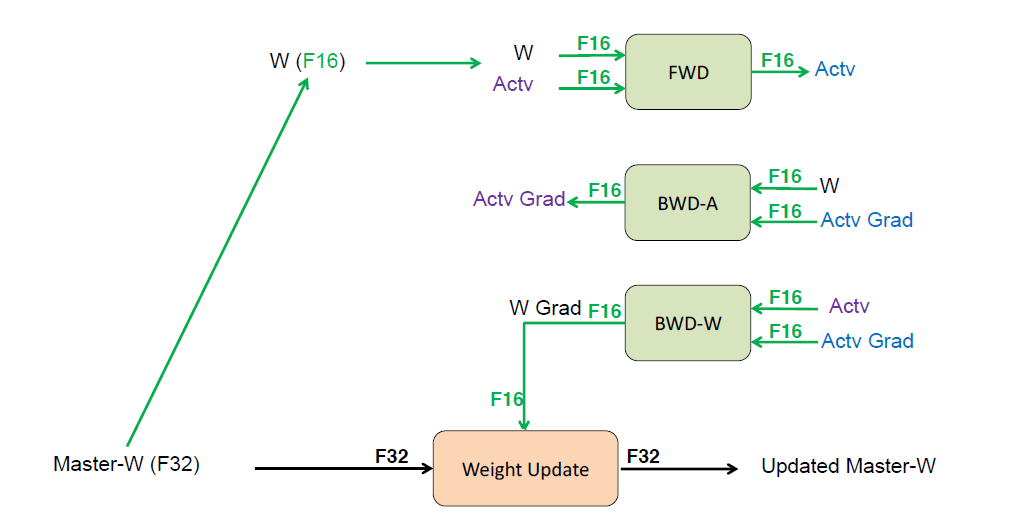 W (F16)
W
F16
Actv
F16
FWD
F16
Actv
Actv Grad
F16
BWD-A
F16
W
F16
Actv Grad
W Grad
F16
BWD-W
F16
Actv
F16
Actv Grad
F16
Master-W (F32)
F32
Weight Update
F32
Updated Master-W